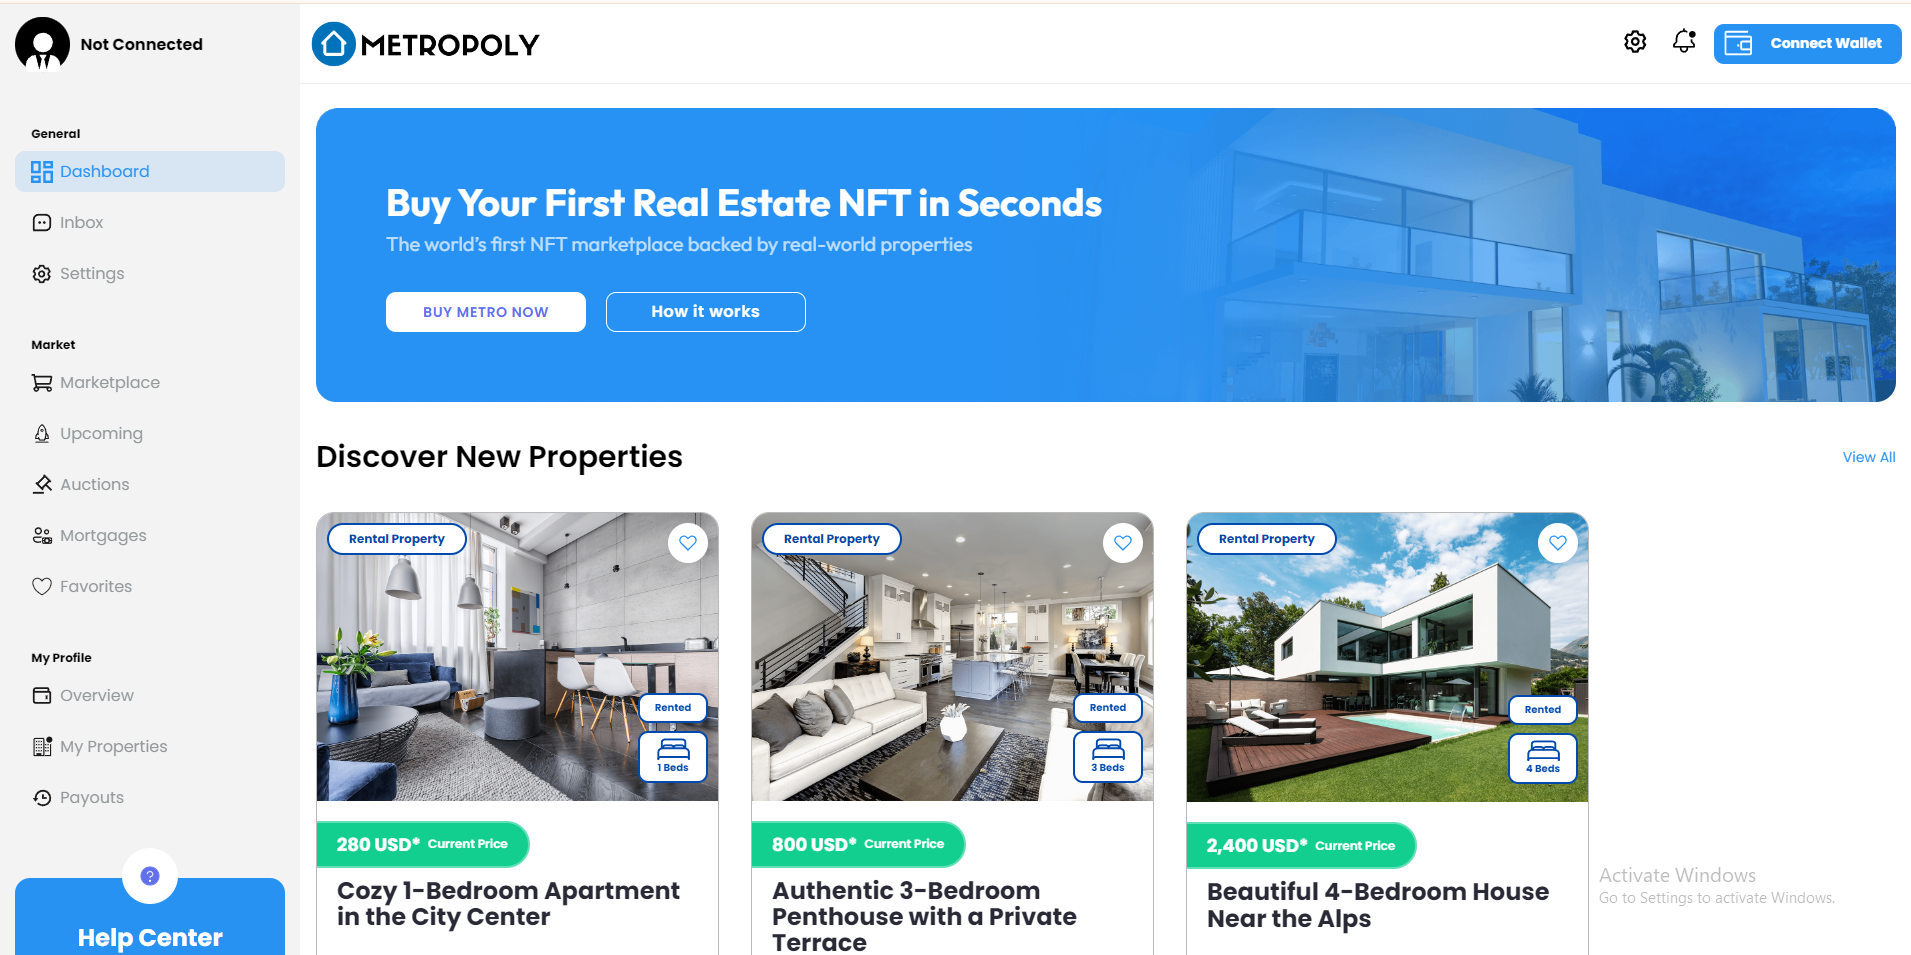 Not Connected
METROPOLY
Connect Wallet
General
Dashboard
Inbox
Settings
Market
Marketplace
Upcoming
Auctions
Mortgages
Favorites
My Profile
Overview
My Properties
Payouts
?
Help Center
Buy Your First Real Estate NFT in Seconds
The world's first NFT marketplace backed by real-world properties
BUY METRO NOW
How it works
Discover New Properties
View All
Rental Property
Rented
1 Beds
280 USD* Current Price
Cozy 1-Bedroom Apartment
in the City Center
Rental Property
Rented
3 Beds
800 USD* Current Price
Authentic 3-Bedroom
Penthouse with a Private
Terrace
Rental Property
Rented
4 Beds
2,400 USD* Current Price
Beautiful 4-Bedroom House
Near the Alps
Activate Windows
Go to Settings to activate Windows.